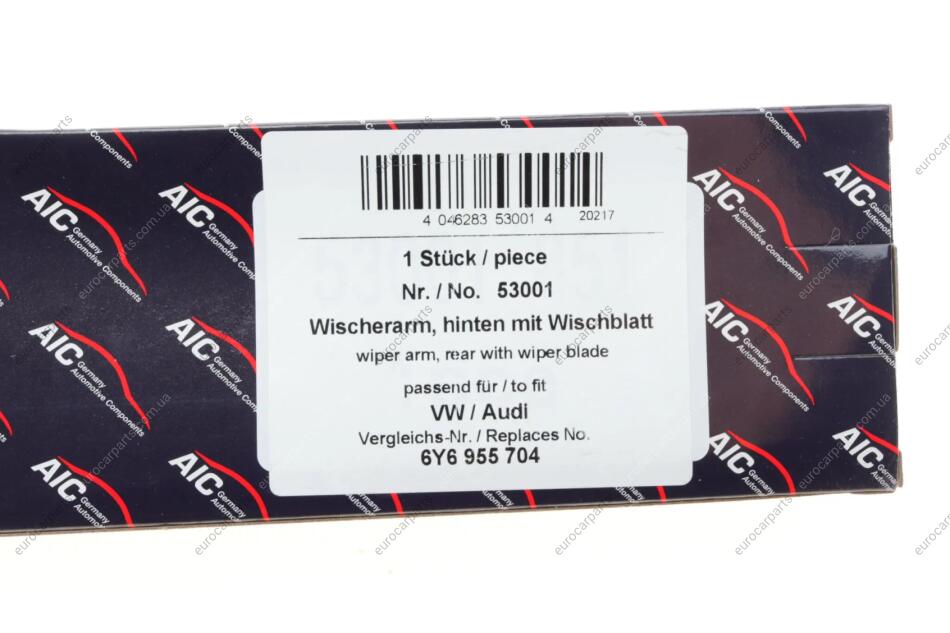 4 046283 53001 4 20217
1 Stück / piece
Nr. / No. 53001
Wischerarm, hinten mit Wischblatt
wiper arm, rear with wiper blade
passend für / to fit
VW / Audi
Vergleichs-Nr. / Replaces No.
6Y6 955 704
AIC Germany
Automotive Components
eurocarparts.com.ua